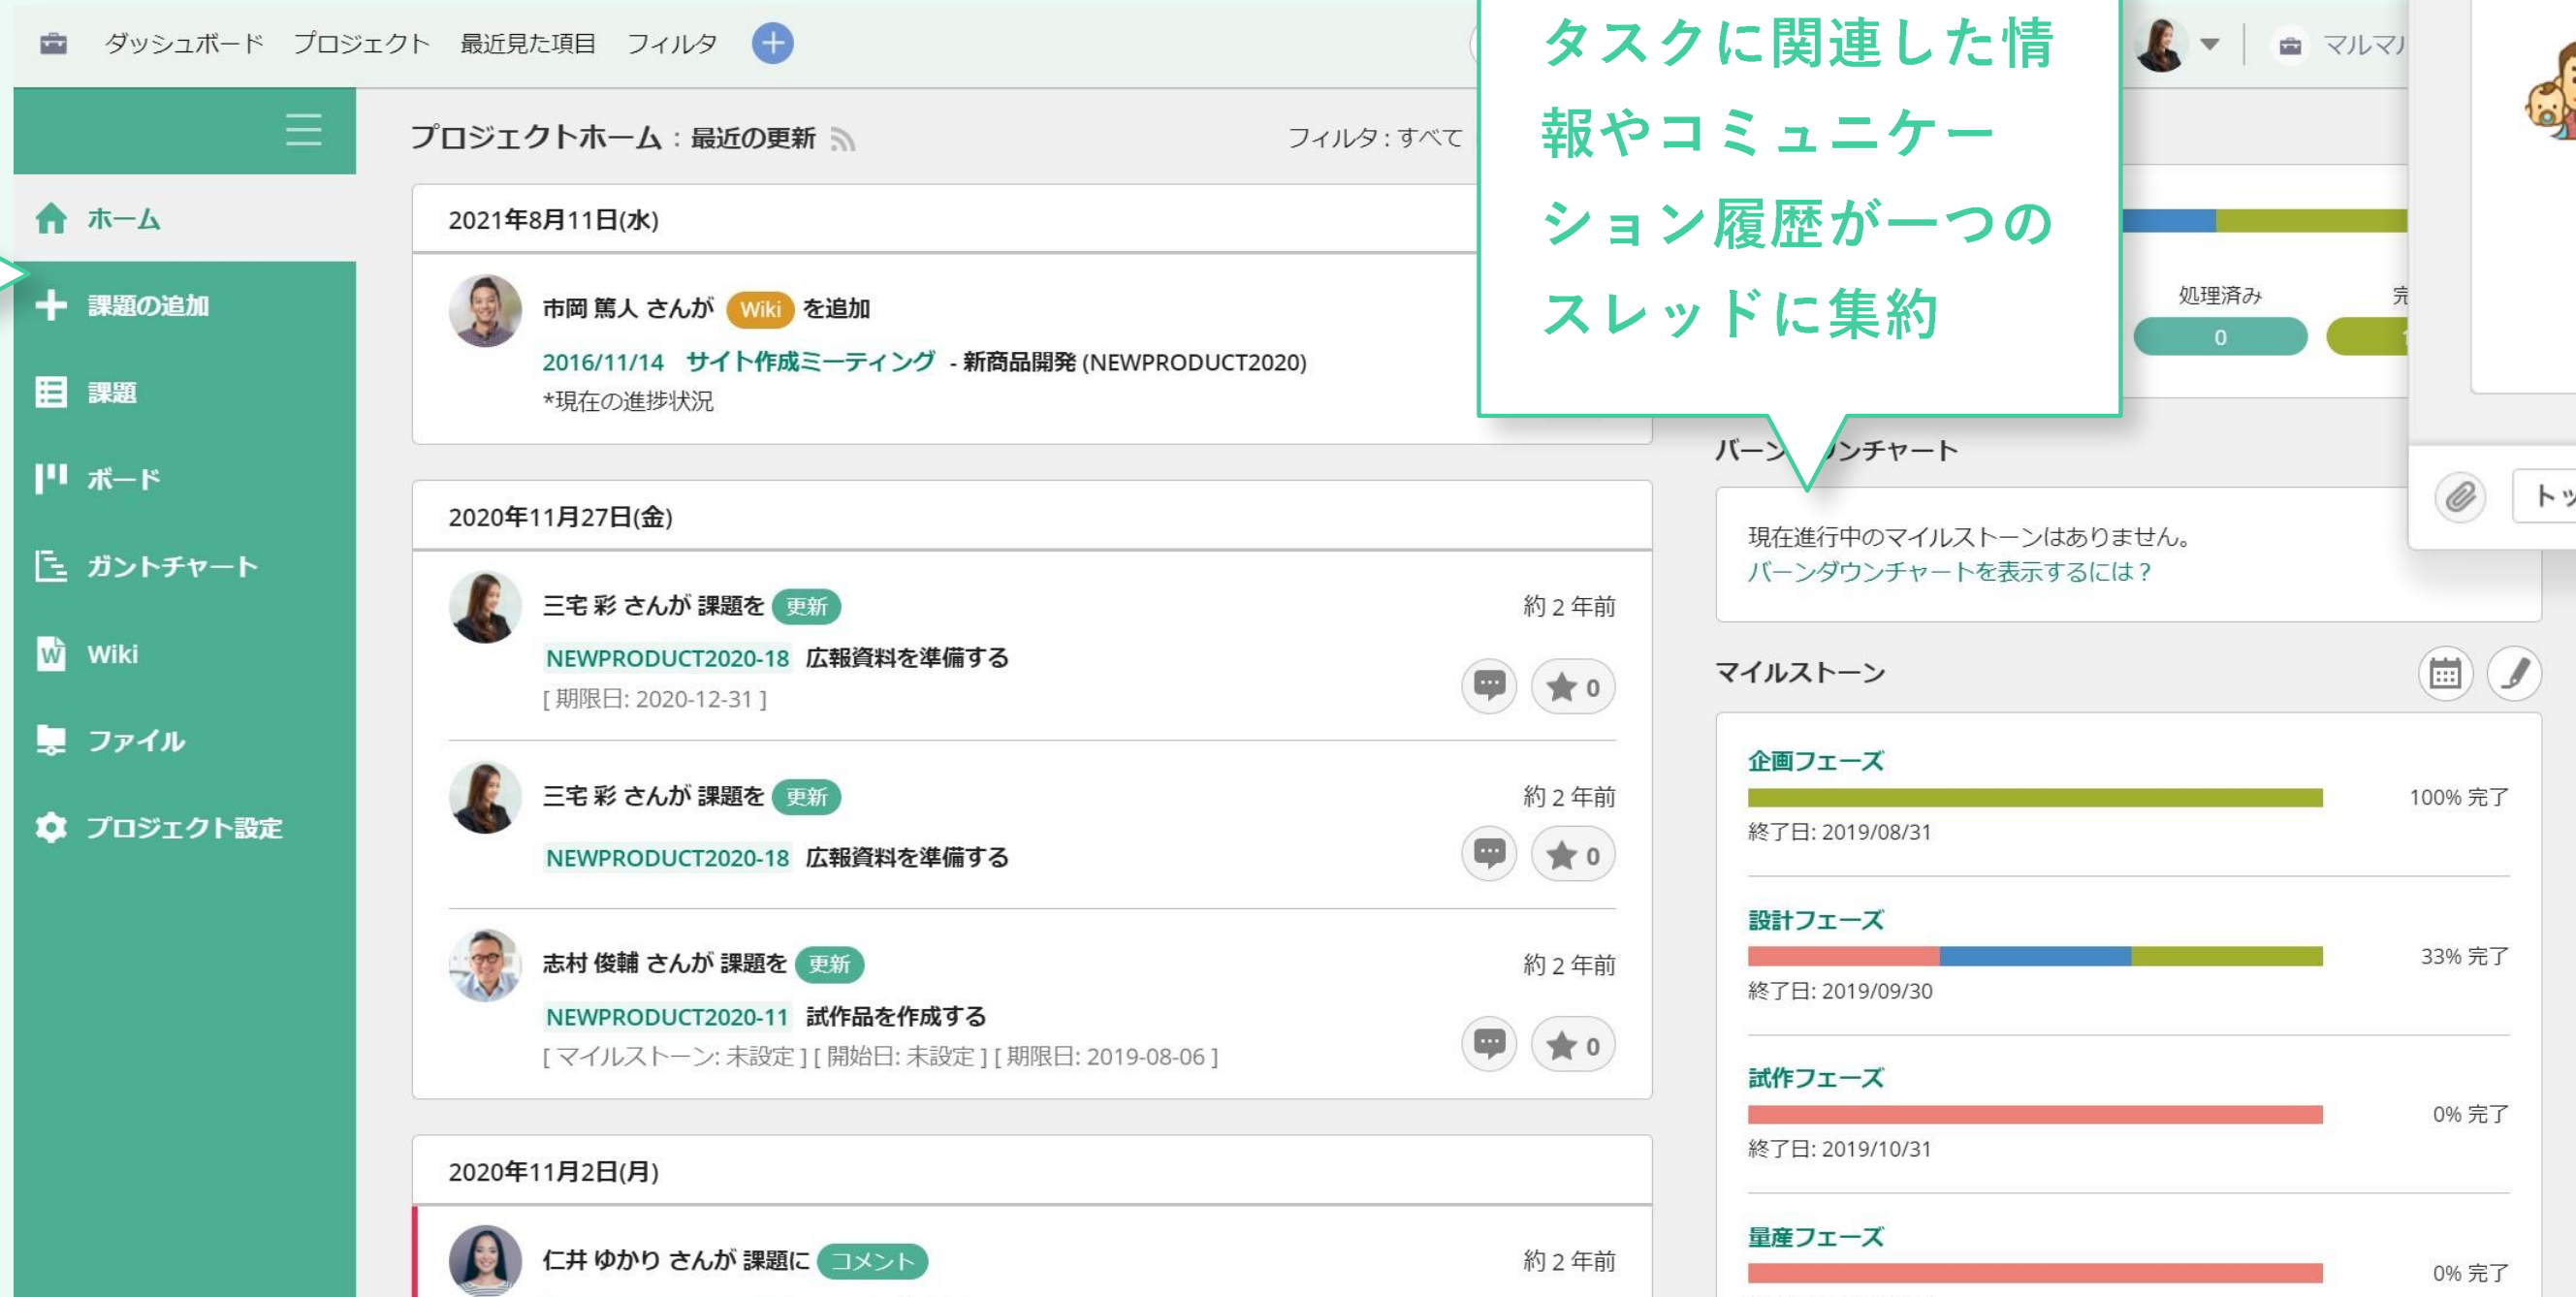 ダッシュボード プロジェクト 最近見た項目 フィルタ
タスクに関連した情
報やコミュニケー
ション履歴が一つの
スレッドに集約
マルマ
ホーム
課題の追加
課題
ボード
ガントチャート
Wiki
ファイル
プロジェクト設定
プロジェクトホーム : 最近の更新
フィルタ : すべて
2021年8月11日(水)
市岡 篤人 さんが Wiki を追加
2016/11/14 サイト作成ミーティング - 新商品開発 (NEWPRODUCT2020)
*現在の進捗状況
2020年11月27日(金)
三宅 彩 さんが 課題を 更新
約 2 年前
NEWPRODUCT2020-18 広報資料を準備する
[ 期限日: 2020-12-31 ]
0
三宅 彩 さんが 課題を 更新
約 2 年前
NEWPRODUCT2020-18 広報資料を準備する
0
志村 俊輔 さんが 課題を 更新
約 2 年前
NEWPRODUCT2020-11 試作品を作成する
[ マイルストーン: 未設定 ] [ 開始日: 未設定 ] [ 期限日: 2019-08-06 ]
0
2020年11月2日(月)
仁井 ゆかり さんが 課題に コメント
約 2 年前
処理済み
0
完
バーン ンチャート
現在進行中のマイルストーンはありません。
バーンダウンチャートを表示するには？
マイルストーン
企画フェーズ
100% 完了
終了日: 2019/08/31
設計フェーズ
33% 完了
終了日: 2019/09/30
試作フェーズ
0% 完了
終了日: 2019/10/31
量産フェーズ
0% 完了
トッ